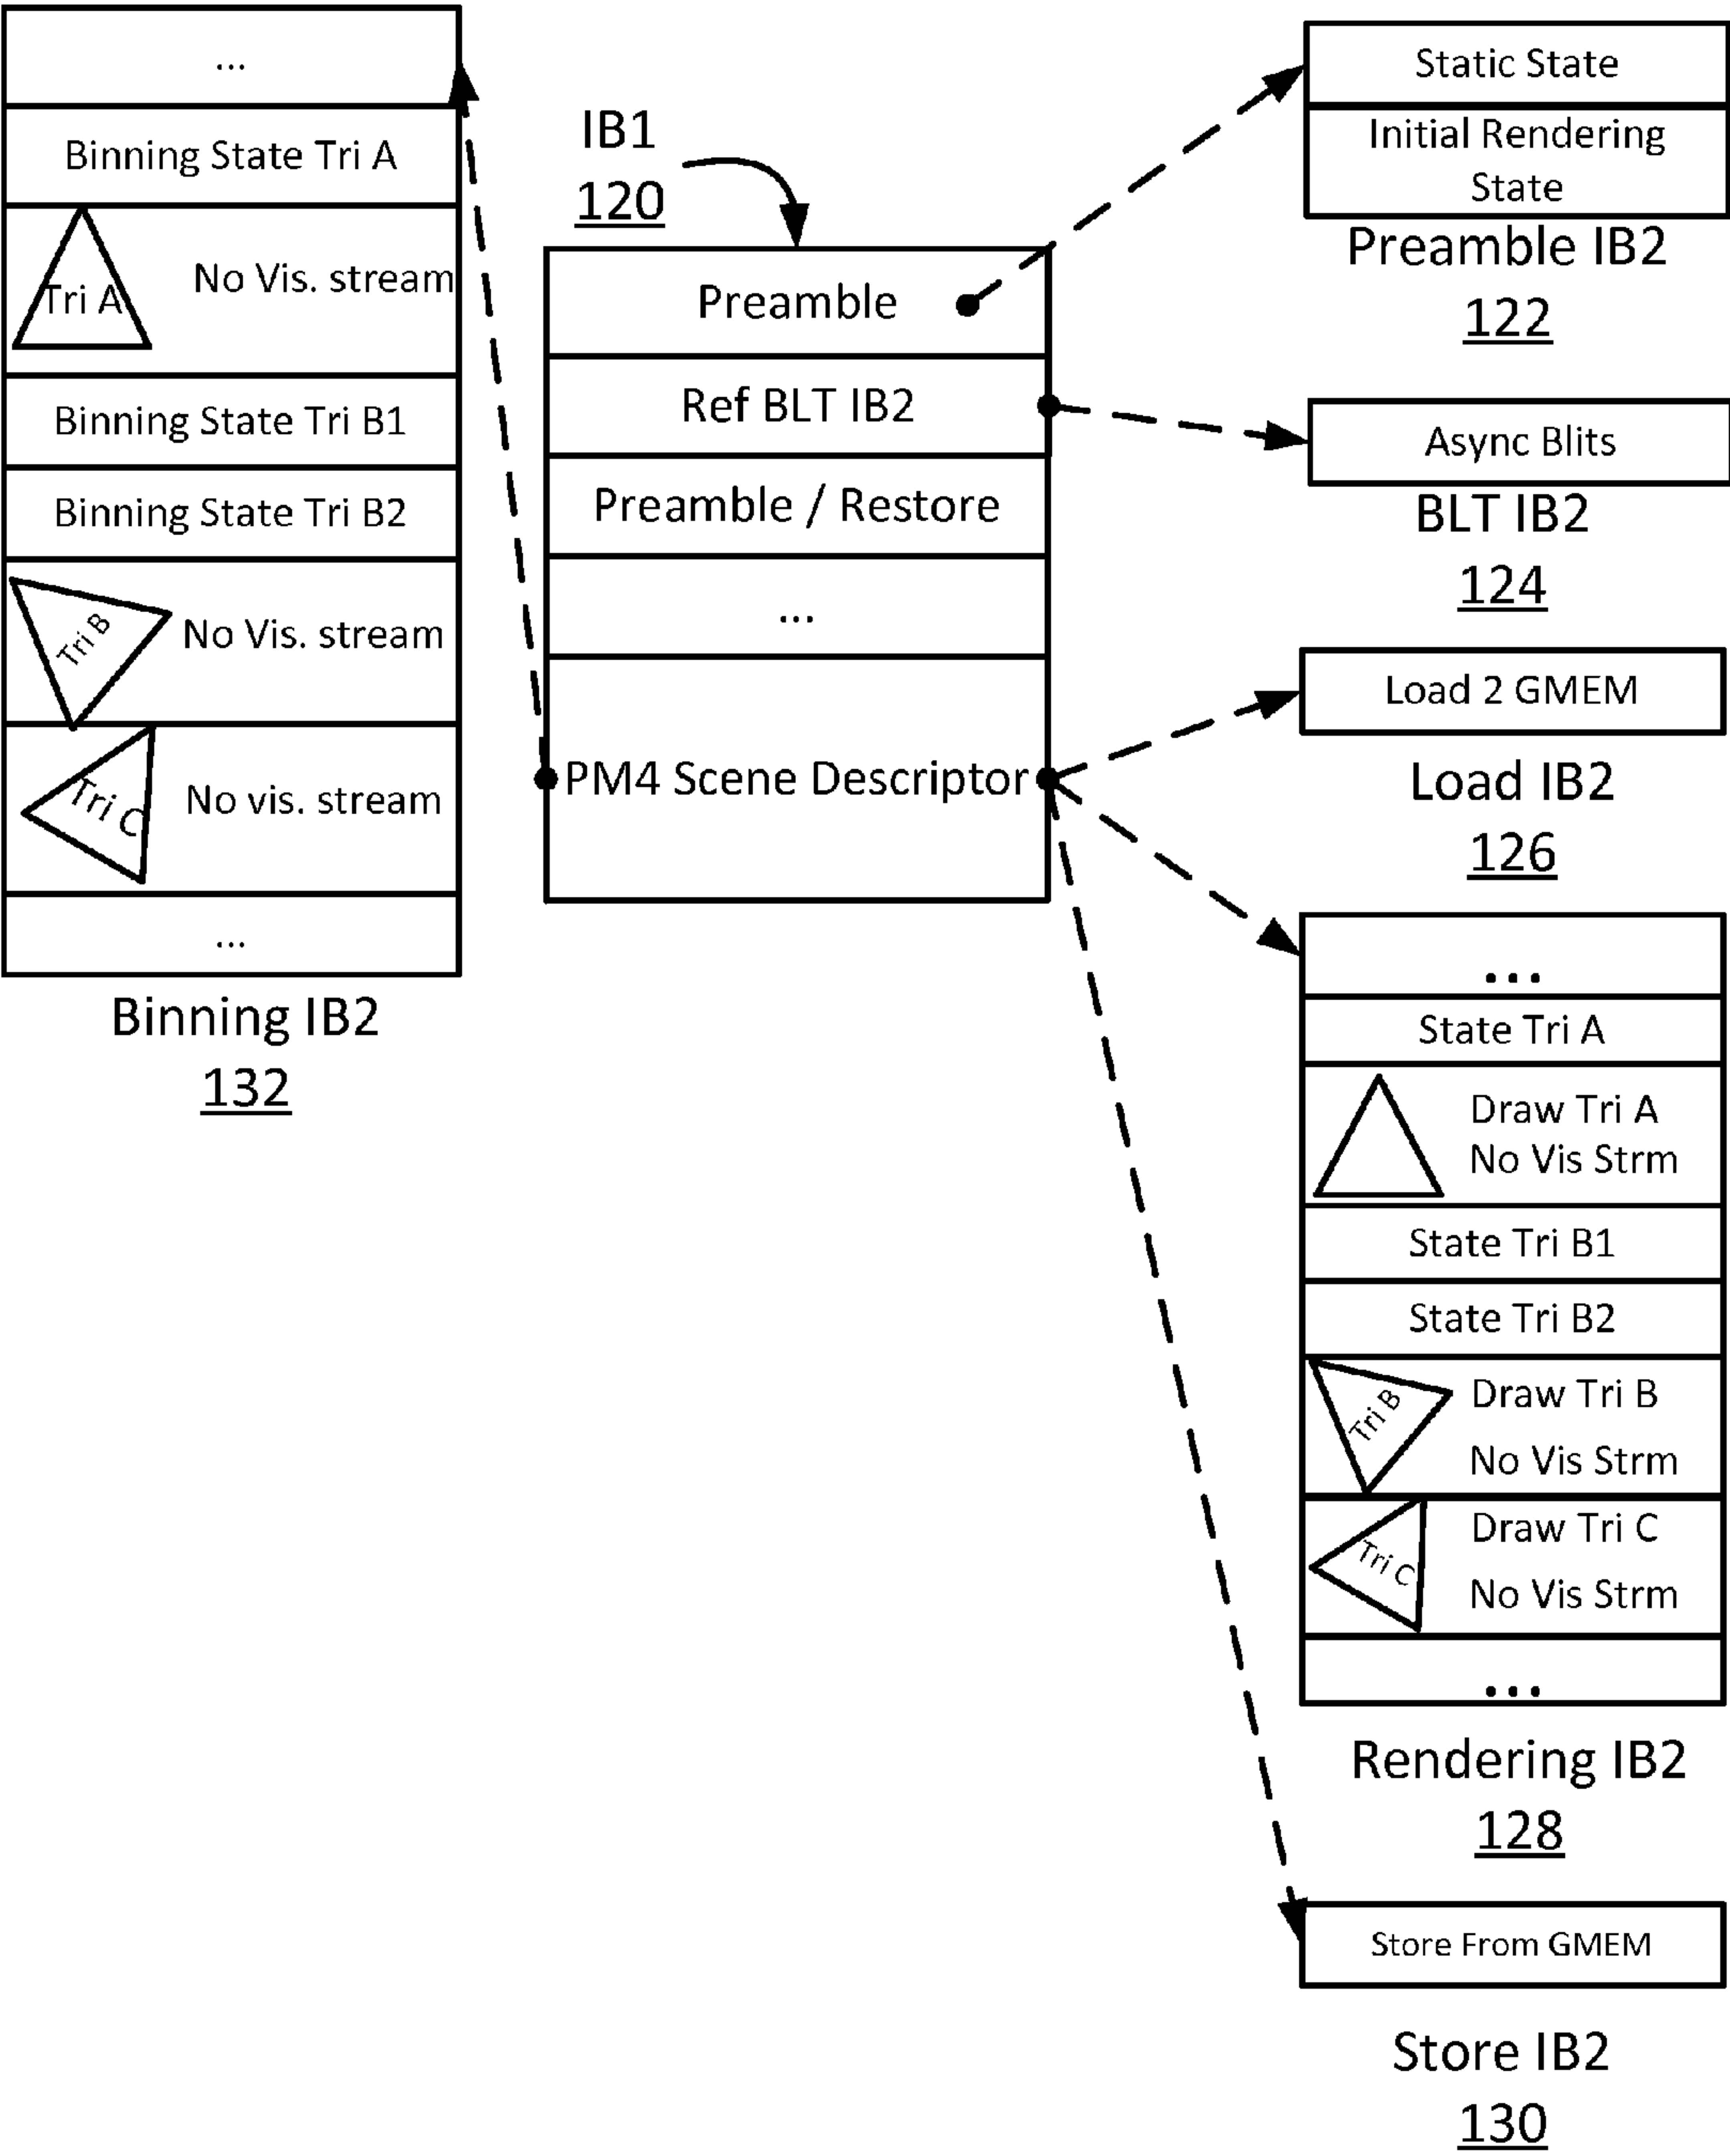 ...
Binning State Tri A
Tri A
No Vis. stream
Binning State Tri B1
Binning State Tri B2
Tri B
No Vis. stream
Tri C
No vis. stream
...
Binning IB2
132
IB1
120
Preamble
Ref BLT IB2
Preamble / Restore
...
PM4 Scene Descriptor
Static State
Initial Rendering
State
Preamble IB2
122
Async Blits
BLT IB2
124
Load 2 GMEM
Load IB2
126
...
State Tri A
Draw Tri A
No Vis Strm
State Tri B1
State Tri B2
Tri B
Draw Tri B
No Vis Strm
Tri C
Draw Tri C
No Vis Strm
...
Rendering IB2
128
Store From GMEM
Store IB2
130